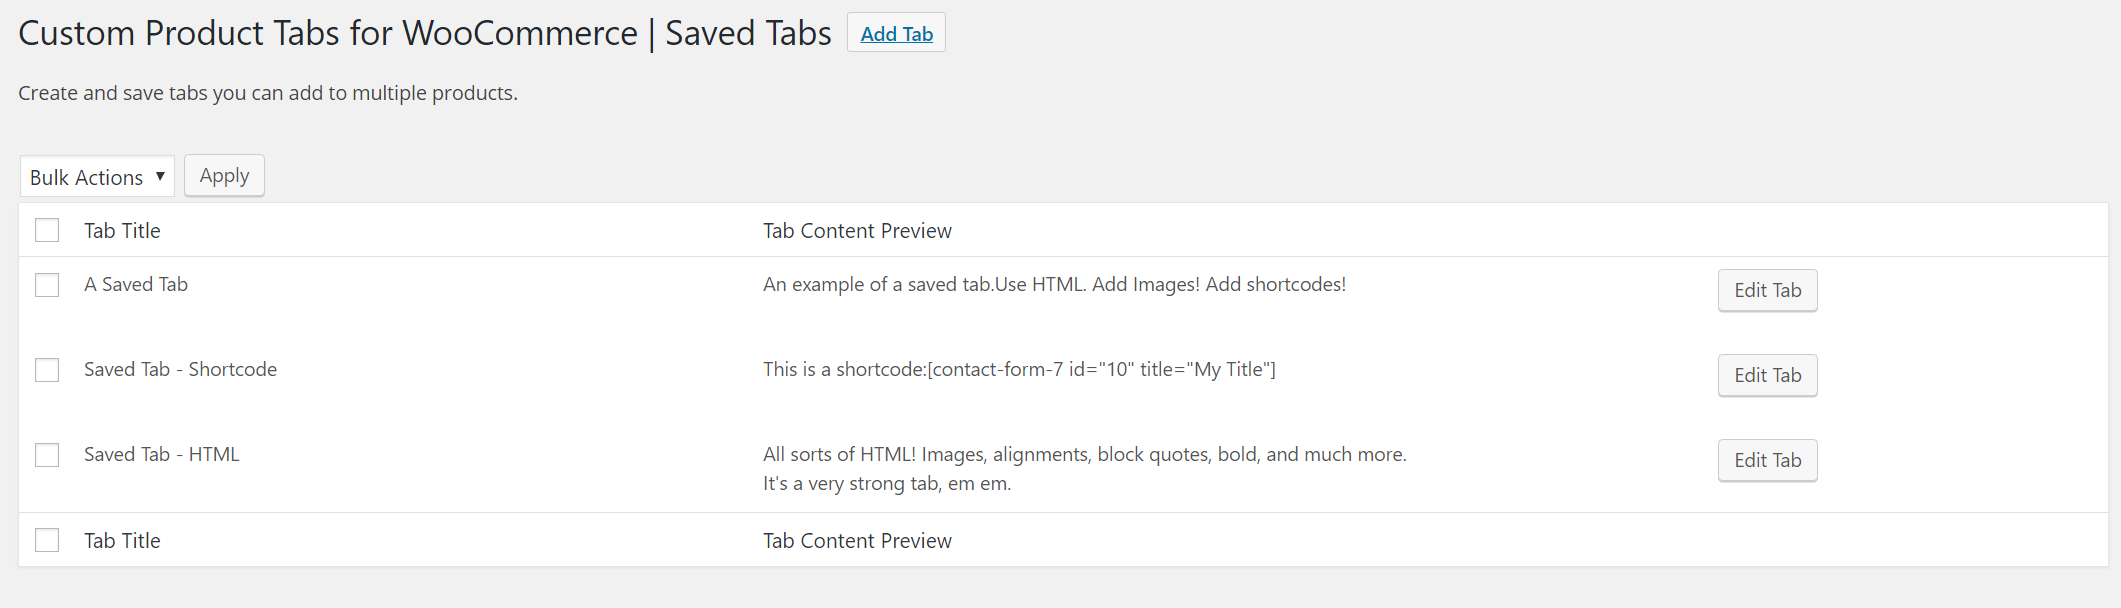 Custom Product Tabs for WooCommerce | Saved Tabs Add Tab
Create and save tabs you can add to multiple products.
Bulk Actions Apply
Tab Title Tab Content Preview
A Saved Tab An example of a saved tab.Use HTML. Add Images! Add shortcodes! Edit Tab
Saved Tab - Shortcode This is a shortcode:[contact-form-7 id="10" title="My Title"] Edit Tab
Saved Tab - HTML All sorts of HTML! Images, alignments, block quotes, bold, and much more. Edit Tab
It's a very strong tab, em em.
Tab Title Tab Content Preview